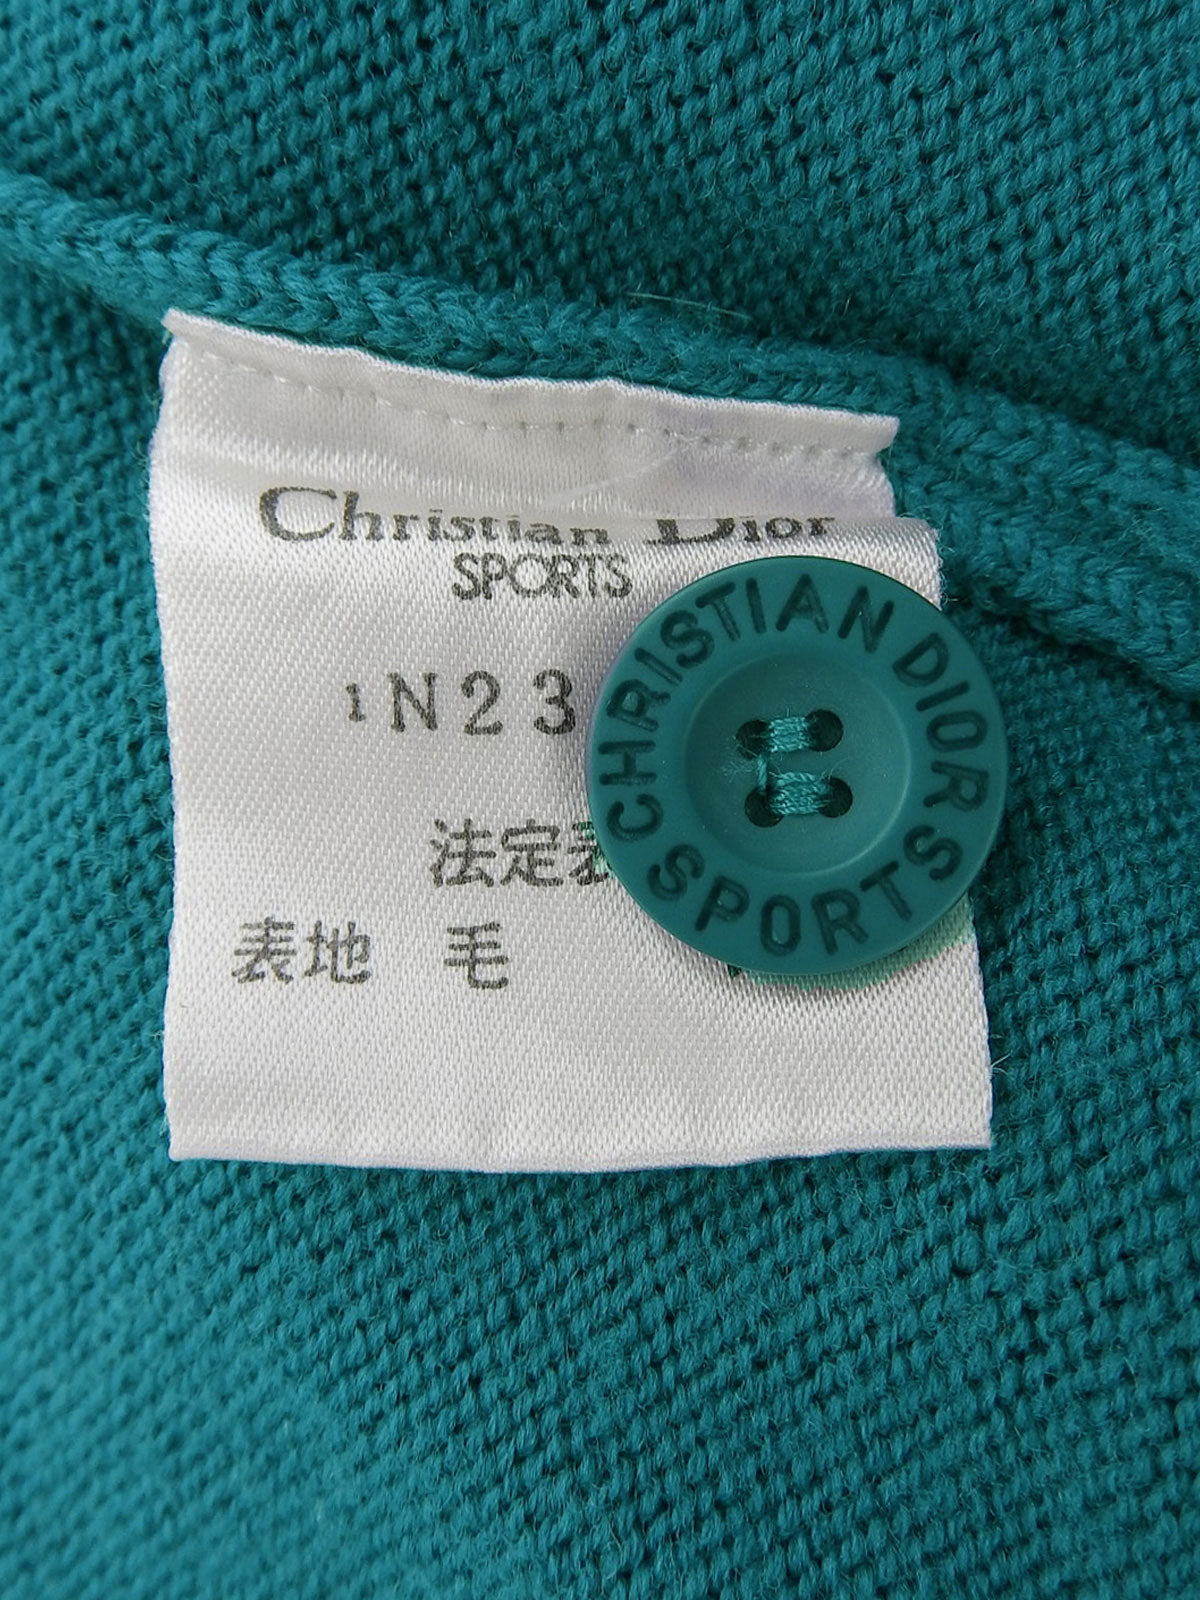 Christian Dior
SPORTS
1N23
法定表
表地 毛
CHRISTIAN DIOR
SPORTS